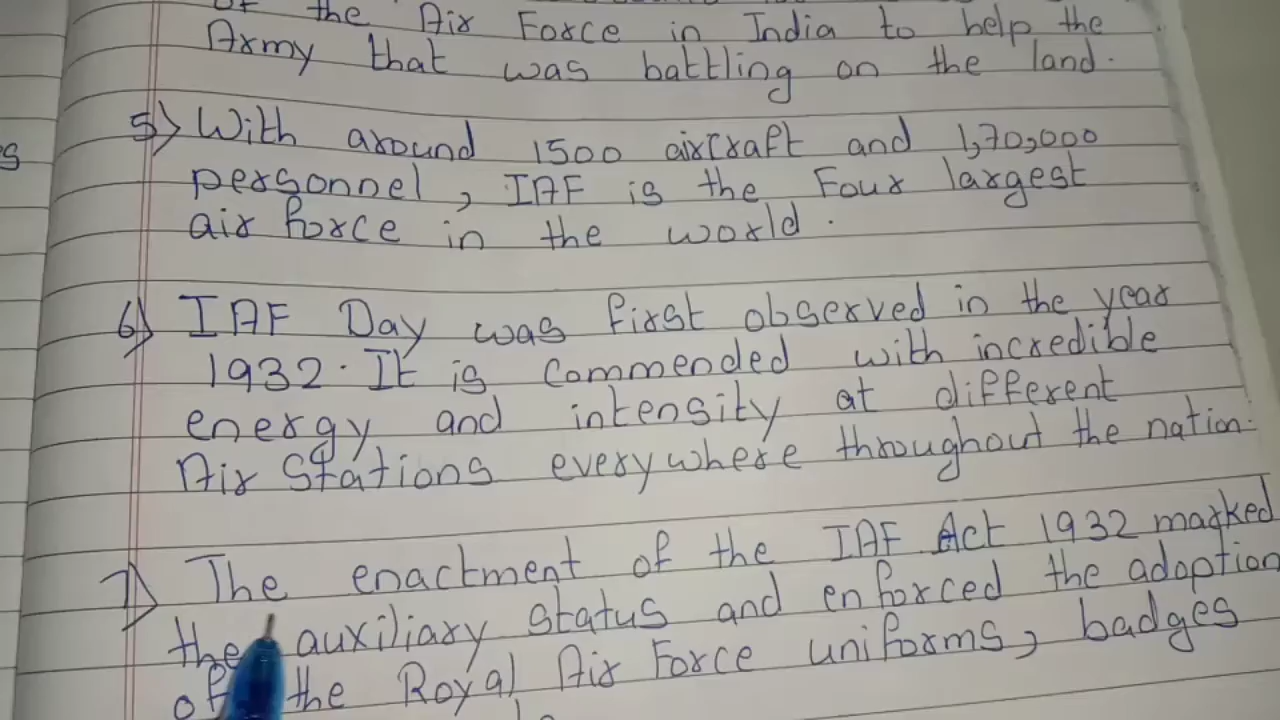 of the Air Force in India to help the
Army that was battling on the land.
5) With around 1500 aircraft and 1,70,000
personnel, IAF is the Four largest
air force in the world.
6) IAF Day was first observed in the year
1932. It is commended with incredible
energy and intensity at different
Air Stations everywhere throughout the nation.
7) The enactment of the IAF Act 1932 marked
the auxiliary status and enforced the adoption
of the Royal Air Force uniforms, badges